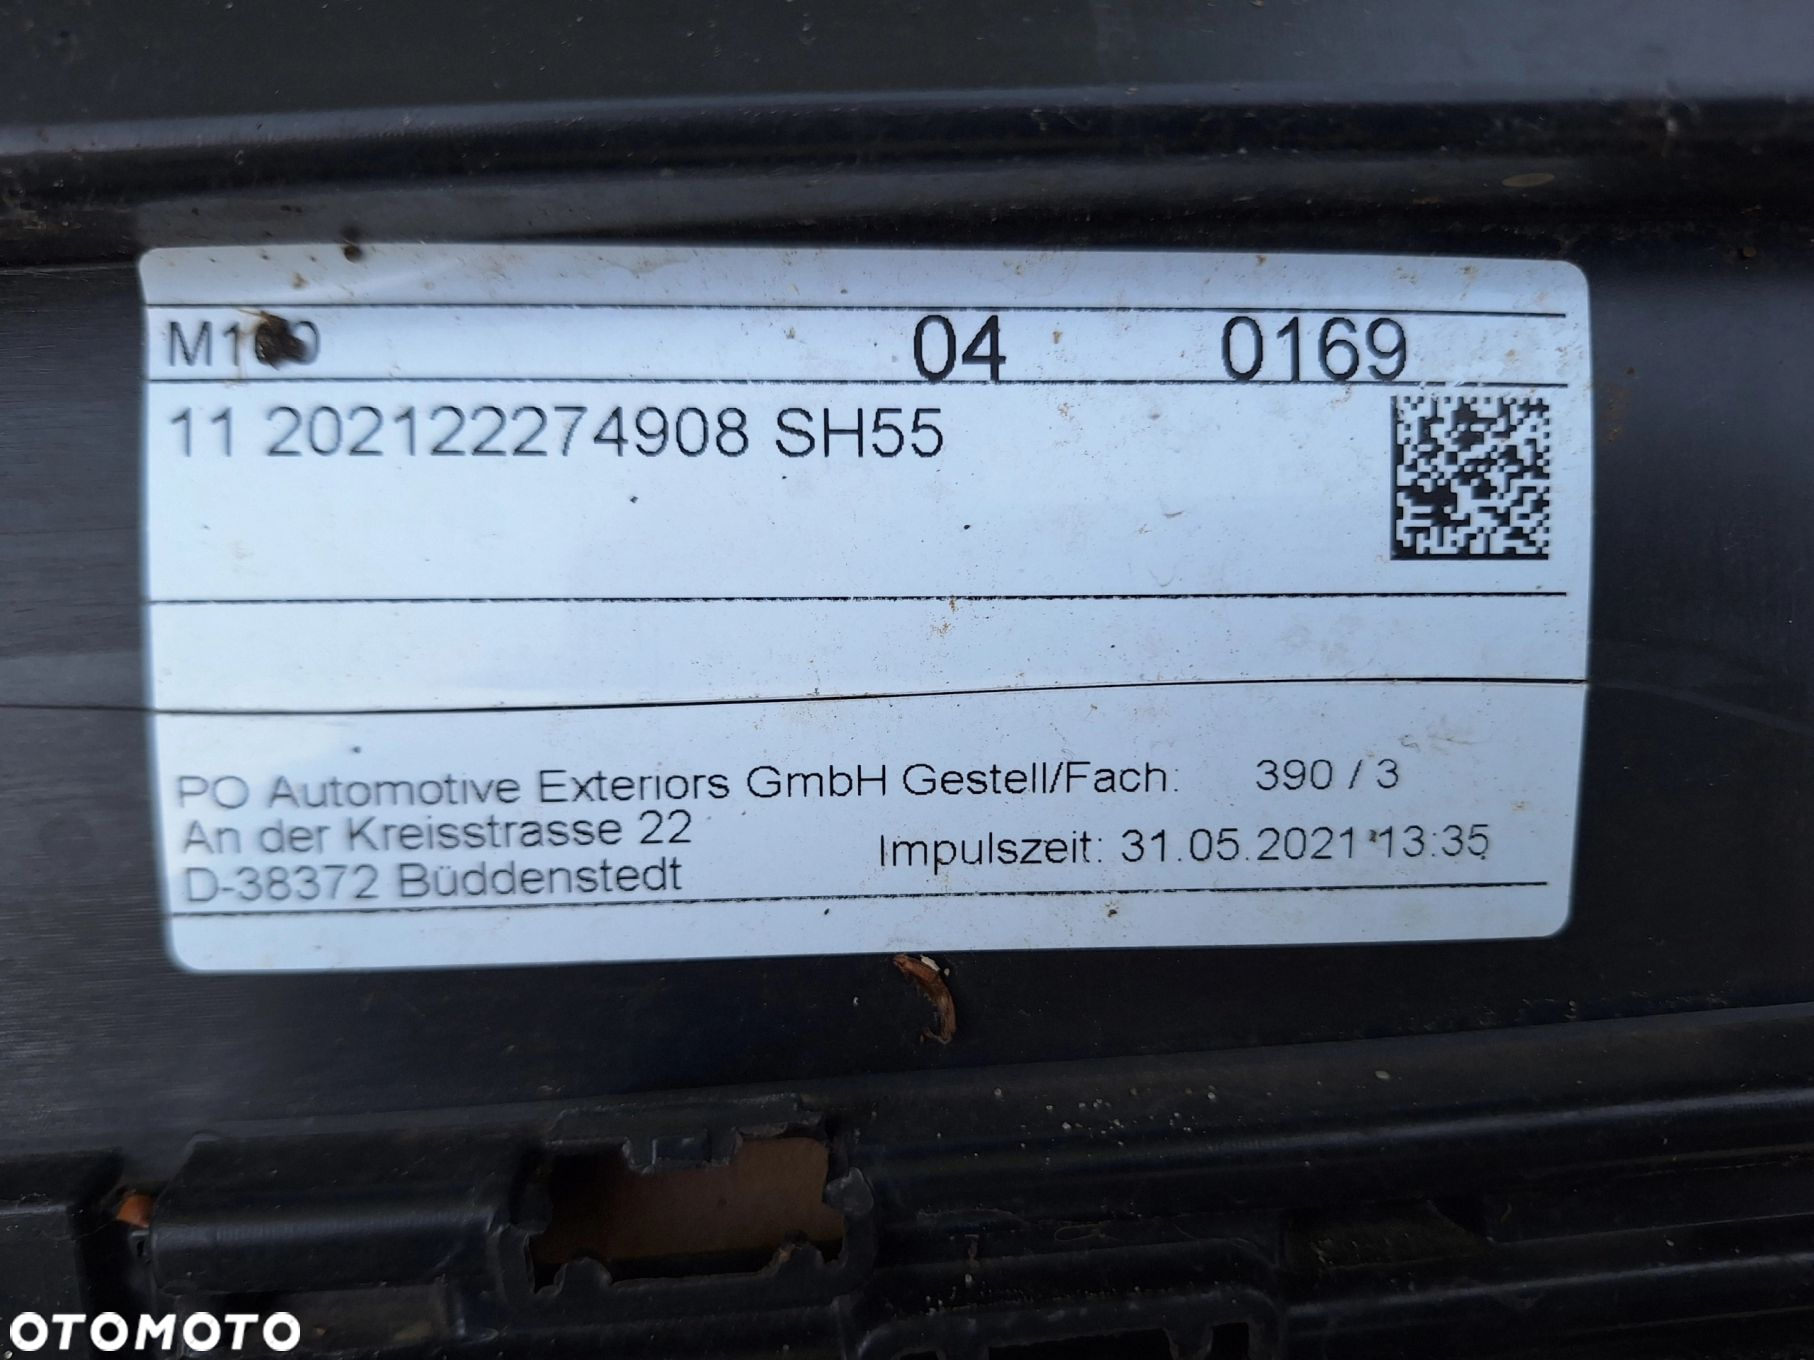 04 0169
11 202122274908 SH55
PO Automotive Exteriors GmbH Gestell/Fach: 390 / 3
An der Kreisstrasse 22
Impulszeit: 31.05.2021 13:35
D-38372 Büddenstedt
OTOMOTO